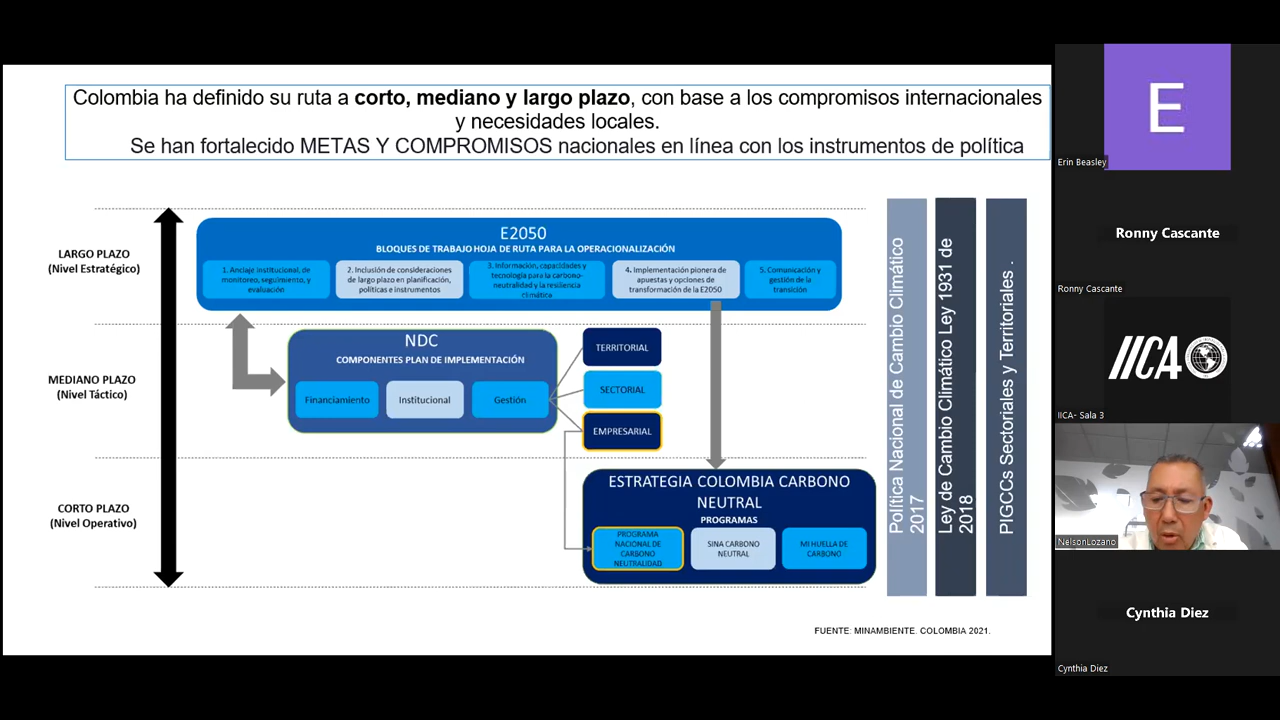 Colombia ha definido su ruta a corto, mediano y largo plazo, con base a los compromisos internacionales
y necesidades locales.
Se han fortalecido METAS Y COMPROMISOS nacionales en línea con los instrumentos de política
LARGO PLAZO
(Nivel Estratégico)
E2050
BLOQUES DE TRABAJO HOJA DE RUTA PARA LA OPERACIONALIZACIÓN
1. Anclaje institucional, de
monitoreo, seguimiento, y
evaluación
2. Inclusión de consideraciones
de largo plazo en planificación,
políticas e instrumentos
3. Información, capacidades y
tecnología para la carbono-
neutralidad y la resiliencia
climática
4. Implementación pionera de
apuestas y opciones de
transformación de la E2050
5. Comunicación y
gestión de la
transición
MEDIANO PLAZO
(Nivel Táctico)
NDC
COMPONENTES PLAN DE IMPLEMENTACIÓN
Financiamiento
Institucional
Gestión
TERRITORIAL
SECTORIAL
EMPRESARIAL
CORTO PLAZO
(Nivel Operativo)
ESTRATEGIA COLOMBIA CARBONO
NEUTRAL
PROGRAMAS
PROGRAMA
NACIONAL DE
CARBONO
NEUTRALIDAD
SINA CARBONO
NEUTRAL
MI HUELLA DE
CARBONO
Política Nacional de Cambio Climático
2017
Ley de Cambio Climático Ley 1931 de
2018
PIGCCs Sectoriales y Territoriales .
FUENTE: MINAMBIENTE. COLOMBIA 2021.
E
Erin Beasley
Ronny Cascante
Ronny Cascante
IICA
IICA- Sala 3
NelsonLozano
Cynthia Diez
Cynthia Diez